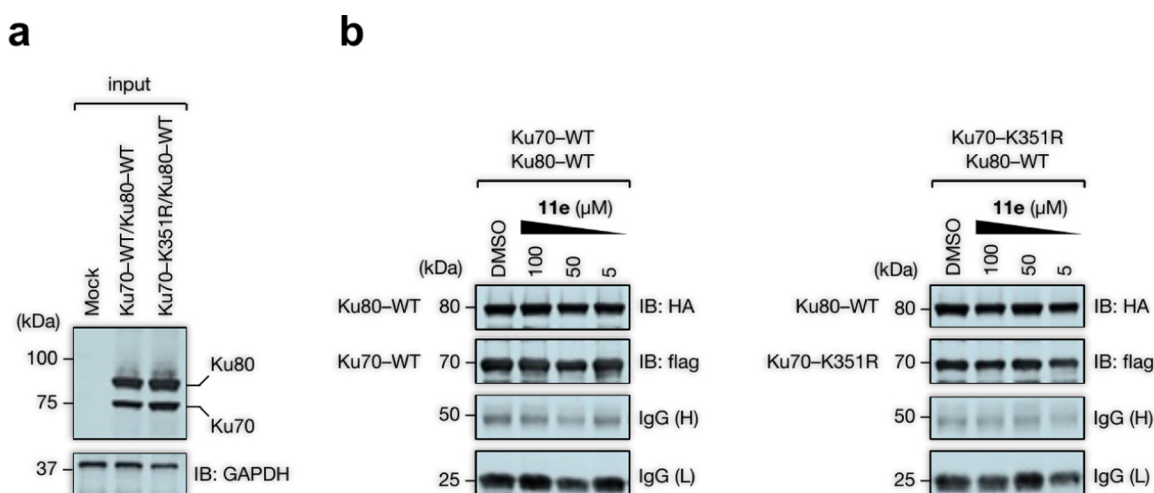 a
input
Mock
Ku70–WT/Ku80–WT
Ku70–K351R/Ku80–WT
(kDa)
100
75
37
Ku80
Ku70
IB: GAPDH
b
Ku70–WT
Ku80–WT
11e (μM)
(kDa)
DMSO
100
50
5
Ku80–WT 80 IB: HA
Ku70–WT 70 IB: flag
50 IgG (H)
25 IgG (L)
Ku70–K351R
Ku80–WT
11e (μM)
(kDa)
DMSO
100
50
5
Ku80–WT 80 IB: HA
Ku70–K351R 70 IB: flag
50 IgG (H)
25 IgG (L)